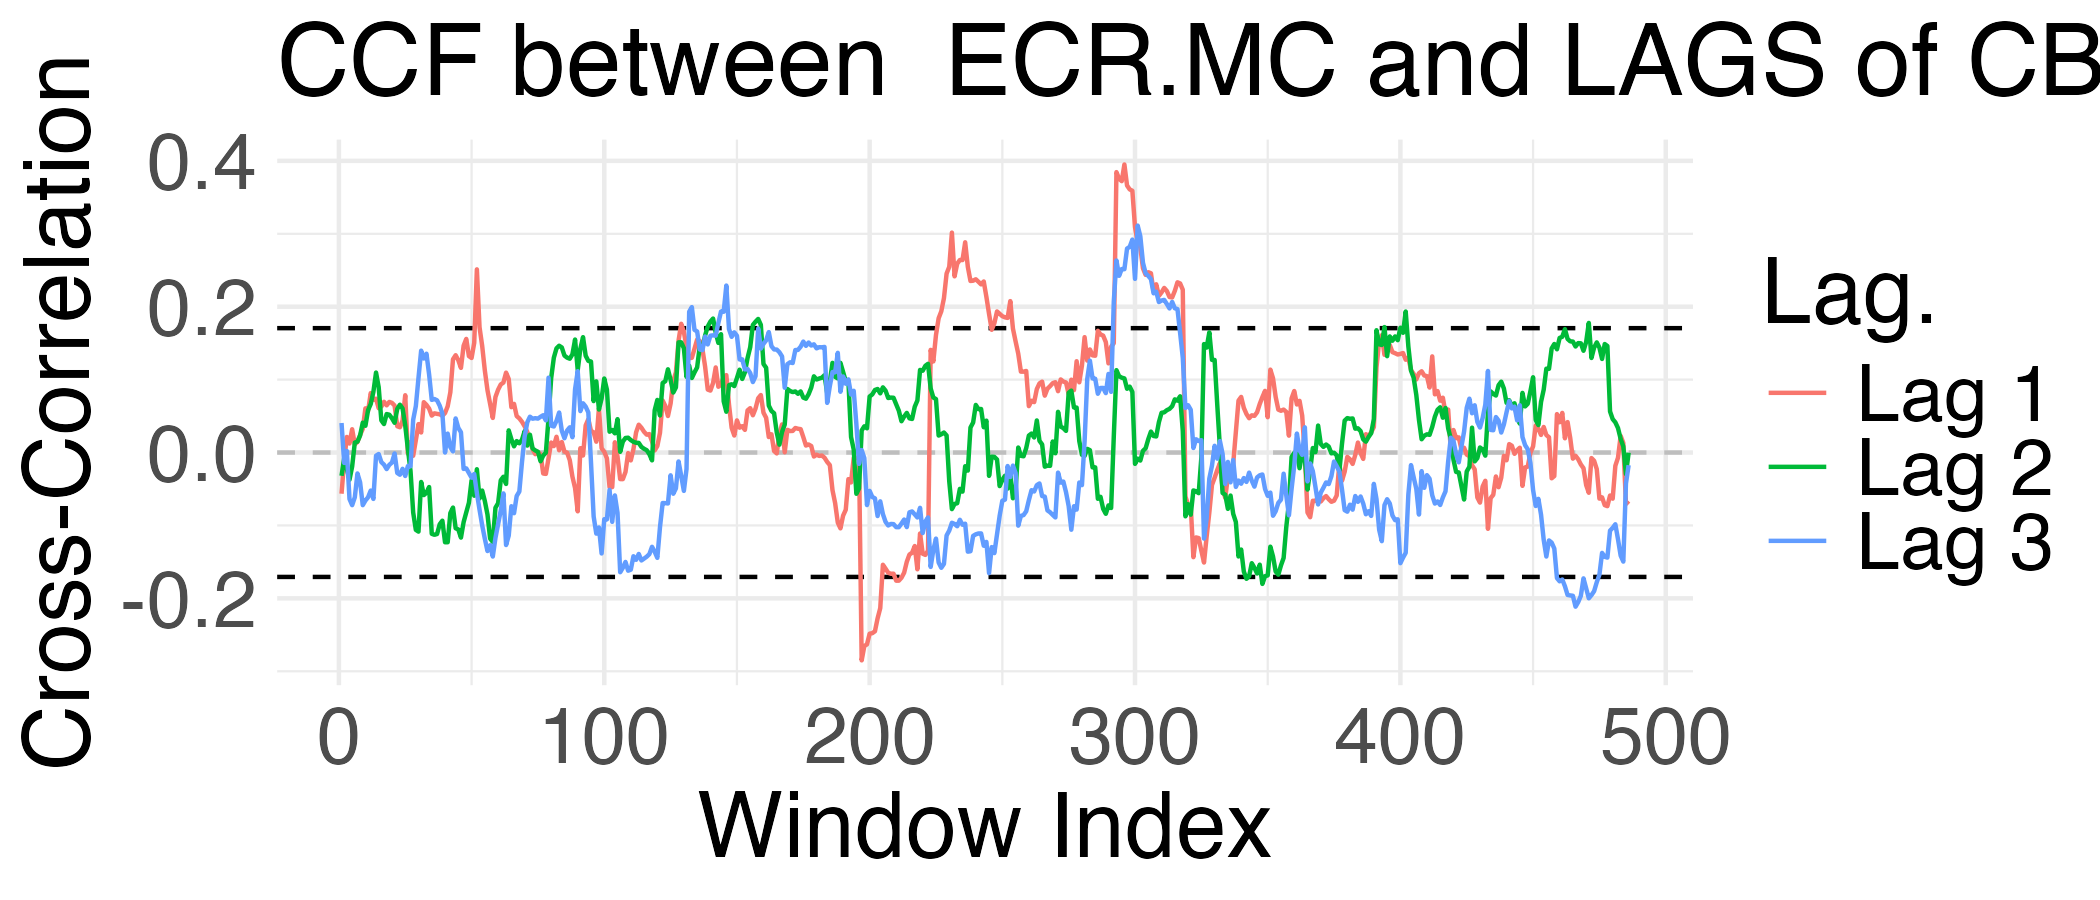 CCF between ECR.MC and LAGS of CB
Cross-Correlation
0.4
0.2
0.0
-0.2
0 100 200 300 400 500
Window Index
Lag.
Lag 1
Lag 2
Lag 3